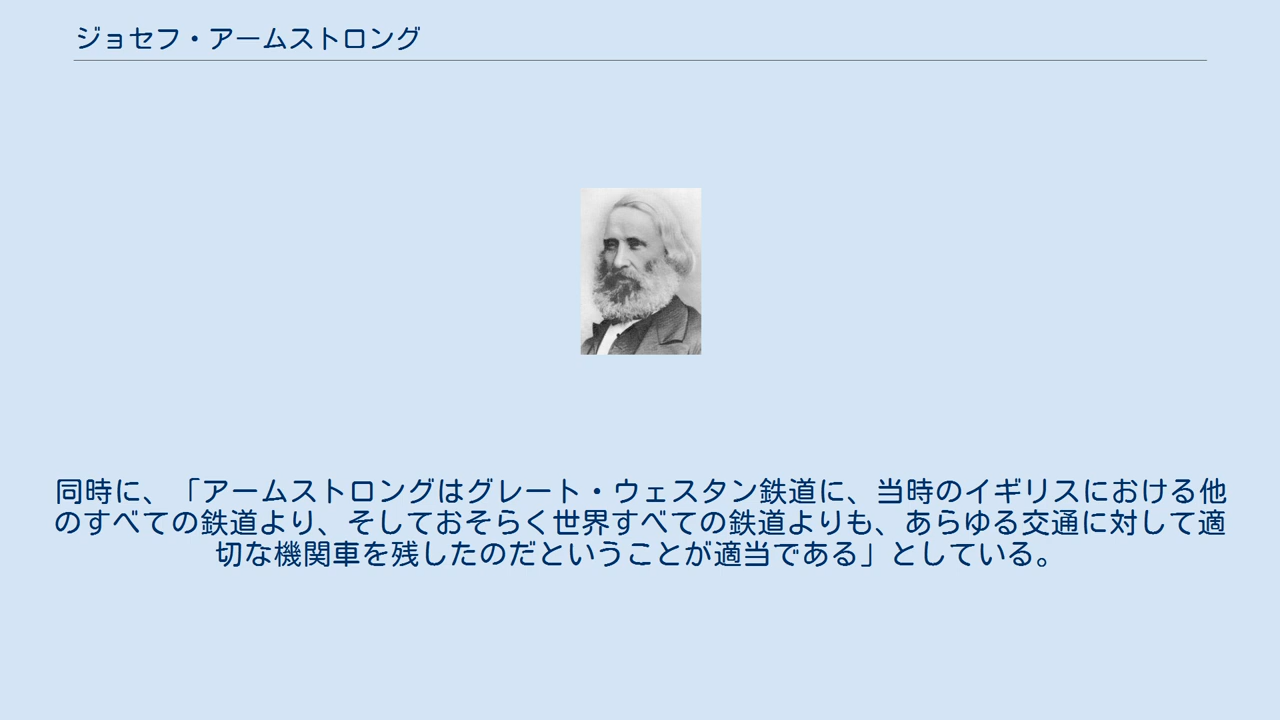 ジョセフ・アームストロング
同時に、「アームストロングはグレート・ウェスタン鉄道に、当時のイギリスにおける他
のすべての鉄道より、そしておそらく世界すべての鉄道よりも、あらゆる交通に対して適
切な機関車を残したのだということが適当である」としている。